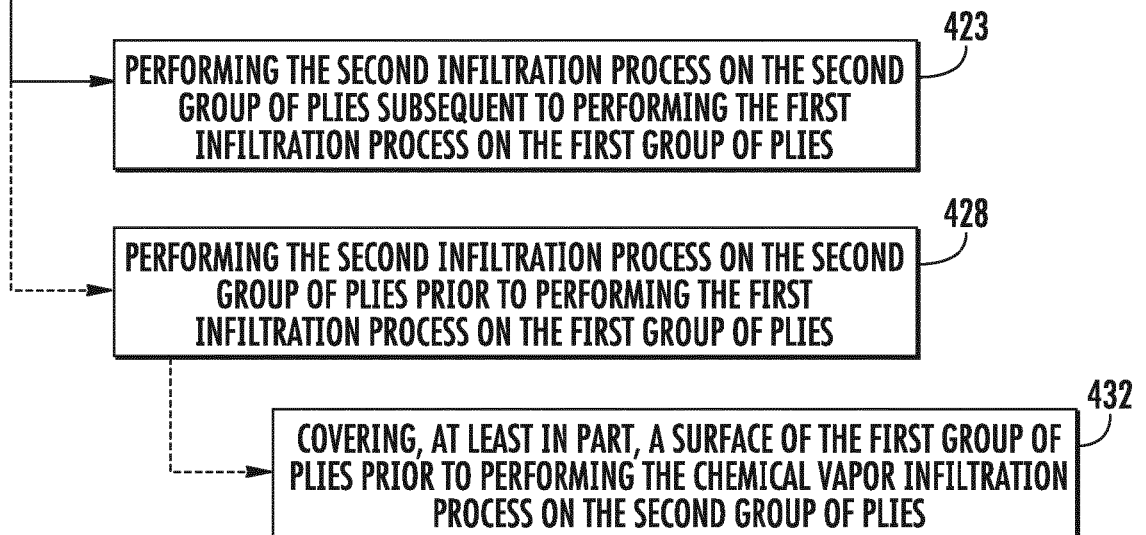 423
PERFORMING THE SECOND INFILTRATION PROCESS ON THE SECOND
GROUP OF PLIES SUBSEQUENT TO PERFORMING THE FIRST
INFILTRATION PROCESS ON THE FIRST GROUP OF PLIES
428
PERFORMING THE SECOND INFILTRATION PROCESS ON THE SECOND
GROUP OF PLIES PRIOR TO PERFORMING THE FIRST
INFILTRATION PROCESS ON THE FIRST GROUP OF PLIES
432
COVERING, AT LEAST IN PART, A SURFACE OF THE FIRST GROUP OF
PLIES PRIOR TO PERFORMING THE CHEMICAL VAPOR INFILTRATION
PROCESS ON THE SECOND GROUP OF PLIES